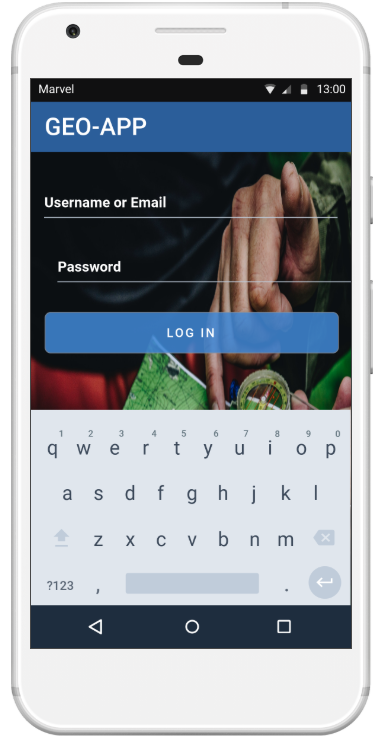 Marvel 13:00
GEO-APP
Username or Email
Password
LOG IN
1 2 3 4 5 6 7 8 9 0
q w e r t y u i o p
a s d f g h j k l
z x c v b n m
?123 , .